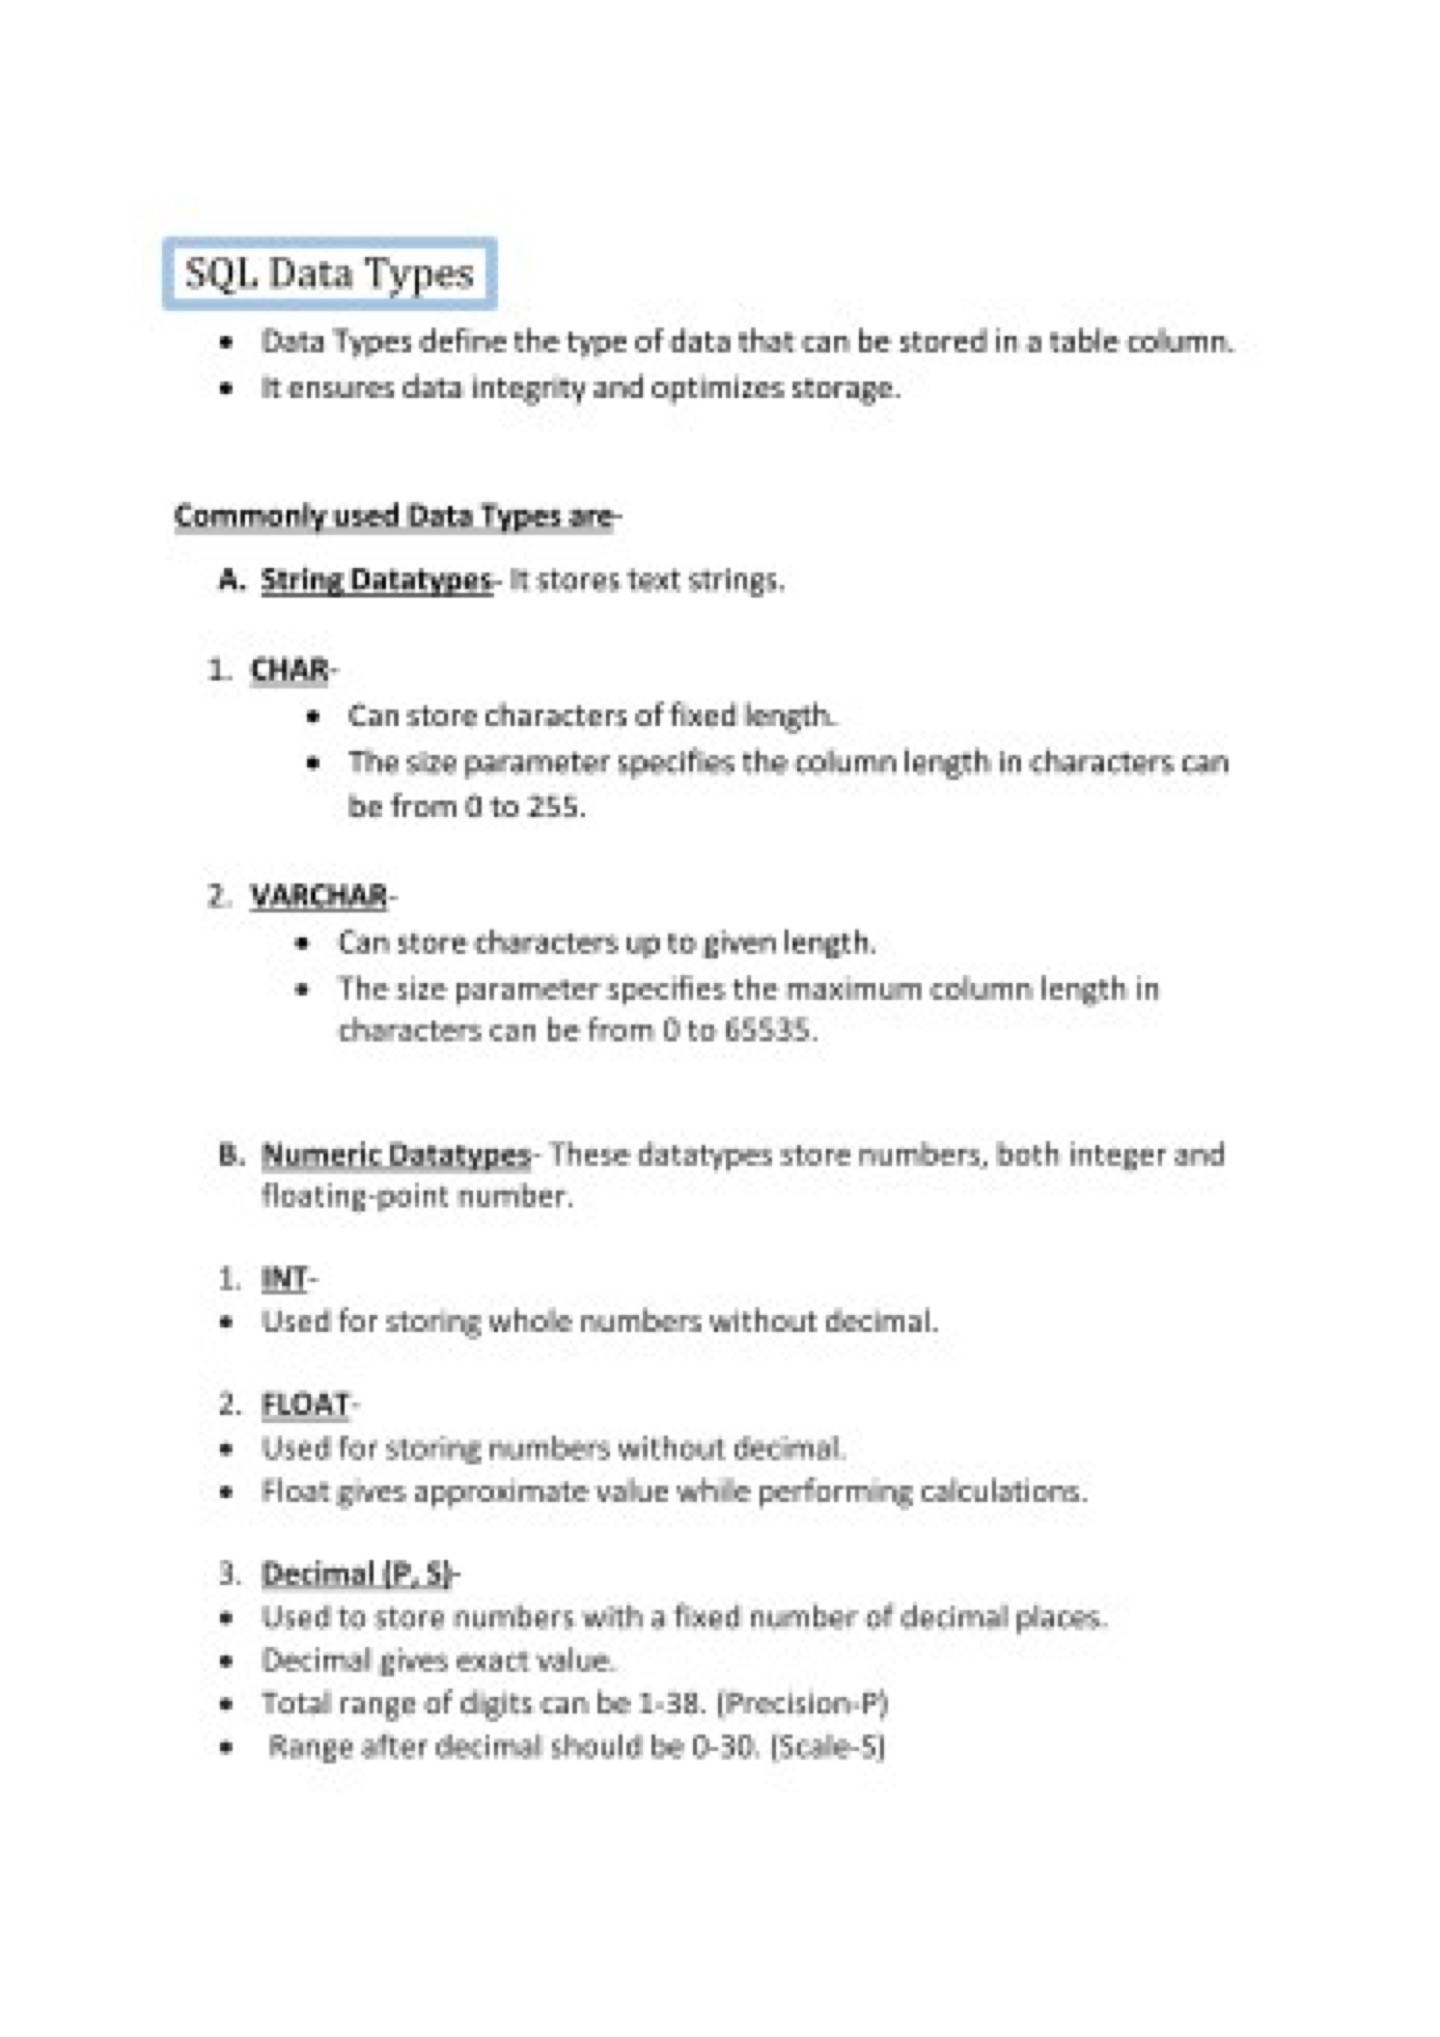 SQL Data Types
• Data Types define the type of data that can be stored in a table column.
• It ensures data integrity and optimizes storage.
Commonly used Data Types are-
A. String Datatypes- It stores text strings.
1. CHAR-
• Can store characters of fixed length.
• The size parameter specifies the column length in characters can
be from 0 to 255.
2. VARCHAR-
• Can store characters up to given length.
• The size parameter specifies the maximum column length in
characters can be from 0 to 65535.
B. Numeric Datatypes- These datatypes store numbers, both integer and
floating-point number.
1. INT-
• Used for storing whole numbers without decimal.
2. FLOAT-
• Used for storing numbers without decimal.
• Float gives approximate value while performing calculations.
3. Decimal (P, S)-
• Used to store numbers with a fixed number of decimal places.
• Decimal gives exact value.
• Total range of digits can be 1-38. (Precision-P)
• Range after decimal should be 0-30. (Scale-S)